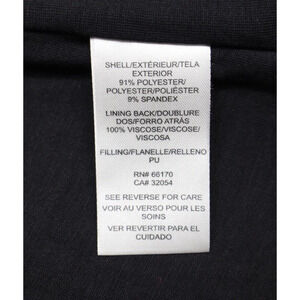 SHELL/EXTÉRIEUR/TELA
EXTERIOR
91% POLYESTER/
POLYESTER/POLIÉSTER
9% SPANDEX
LINING BACK/DOUBLURE
DOS/FORRO ATRÁS
100% VISCOSE/VISCOSE/
VISCOSA
FILLING/FLANELLE/RELLENO
PU
RN# 66170
CA# 32054
SEE REVERSE FOR CARE
VOIR AU VERSO POUR LES
SOINS
VER REVERTIR PARA EL
CUIDADO